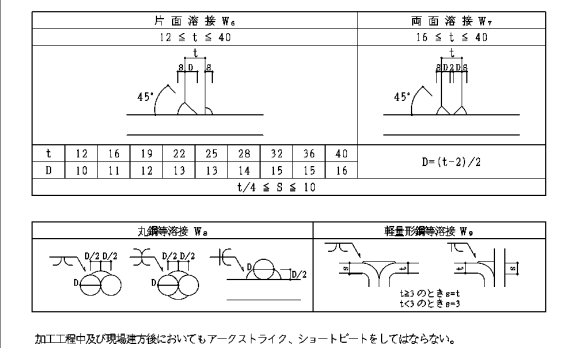 片面溶接 W₆ 両面溶接 W₇
12 ≦ t ≦ 40 16 ≦ t ≦ 40
t t
S D S S D 2 D S
45° 45°
t 12 16 19 22 25 28 32 36 40
D 10 11 12 13 13 14 15 15 16
D=(t-2)/2
t/4 ≦ S ≦ 10
丸鋼等溶接 W₈ 軽量形鋼等溶接 W₉
D/2 D/2 D/2 D/2
D D D D/2
s t t s
t≧3のときs=t
t<3のときs=3
加工工程中及び現場建方後においてもアークストライク、ショートビートをしてはならない。